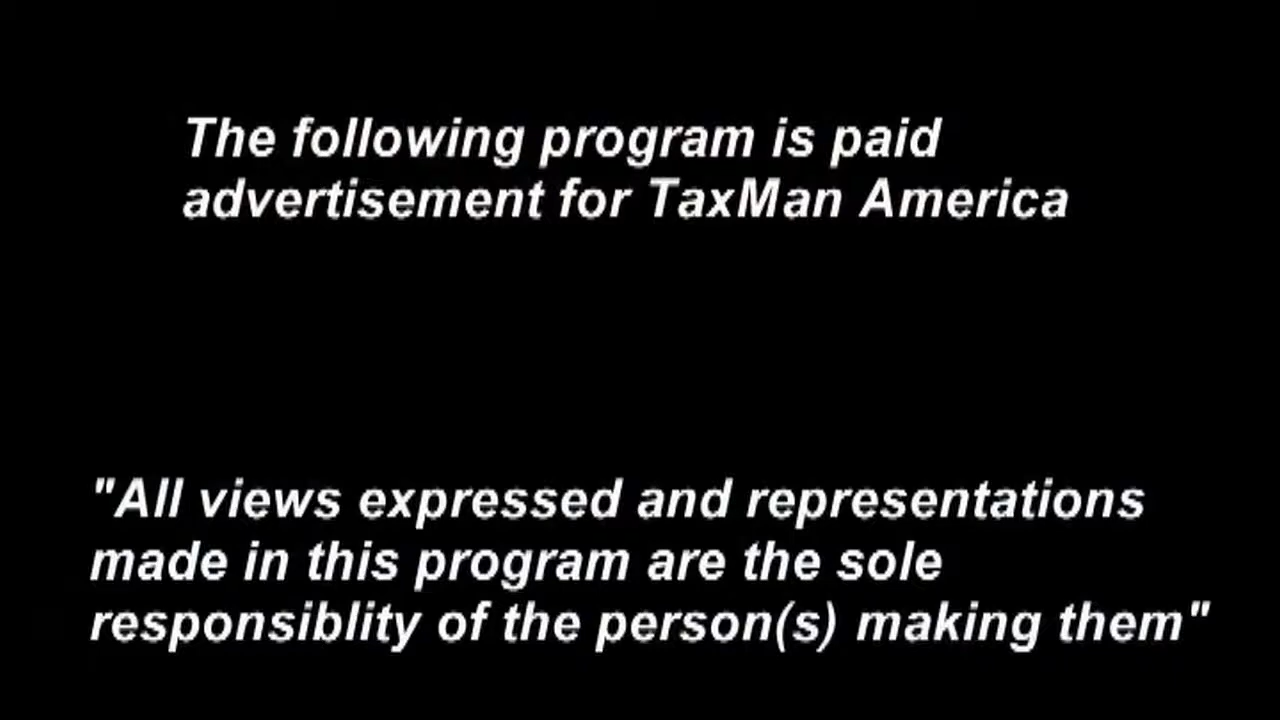 The following program is paid
advertisement for TaxMan America
"All views expressed and representations
made in this program are the sole
responsiblity of the person(s) making them"